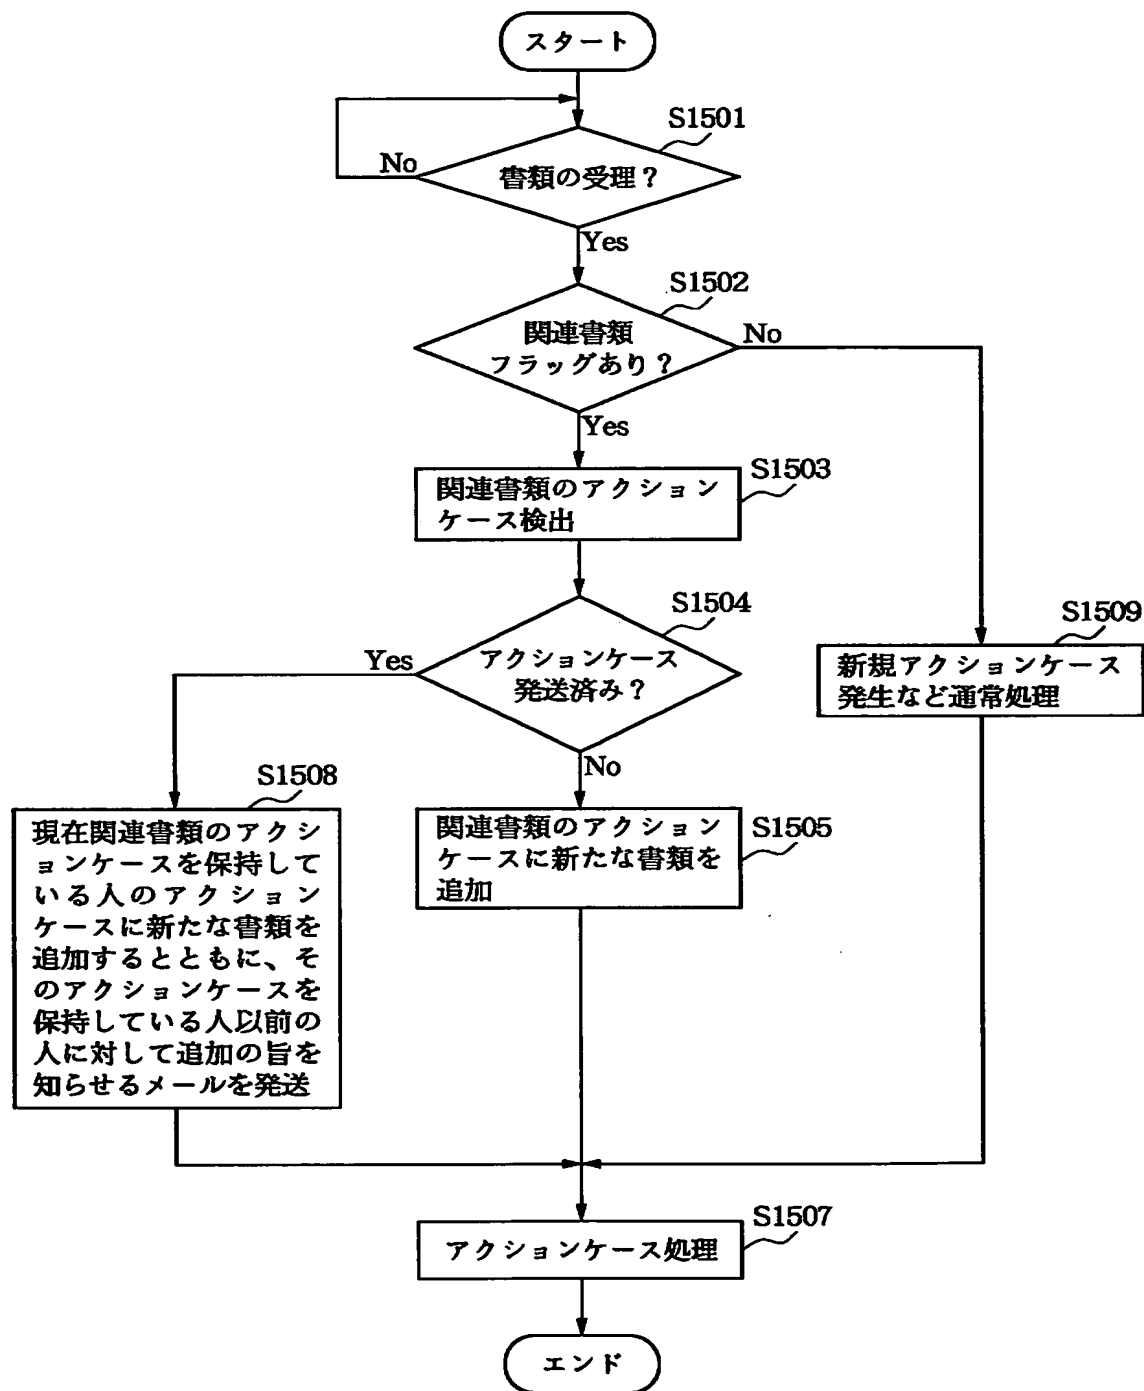 スタート
S1501
No
書類の受理？
Yes
S1502
関連書類
フラッグあり？
No
Yes
S1503
関連書類のアクション
ケース検出
S1504
Yes
アクションケース
発送済み？
S1509
新規アクションケース
発生など通常処理
No
S1508
現在関連書類のアクシ
ョンケースを保持して
いる人のアクション
ケースに新たな書類を
追加するとともに、そ
のアクションケースを
保持している人以前の
人に対して追加の旨を
知らせるメールを発送
S1505
関連書類のアクション
ケースに新たな書類を
追加
S1507
アクションケース処理
エンド